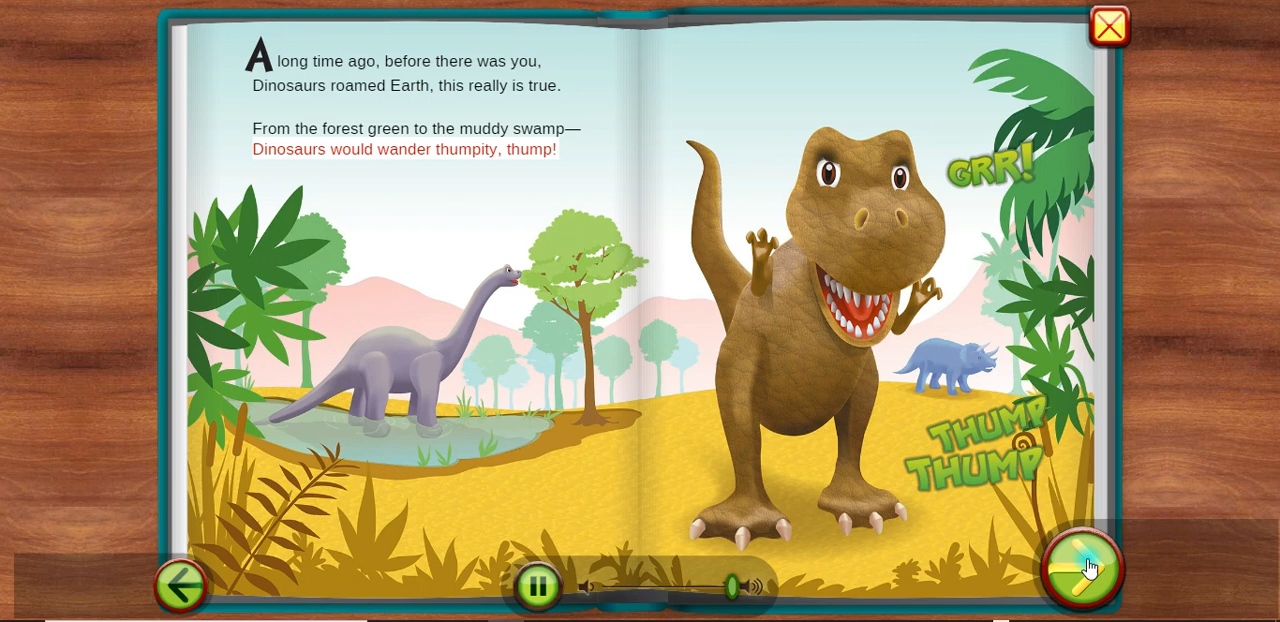 A long time ago, before there was you,
Dinosaurs roamed Earth, this really is true.
From the forest green to the muddy swamp—
Dinosaurs would wander thumpity, thump!
GRR!
THUMP
THUMP